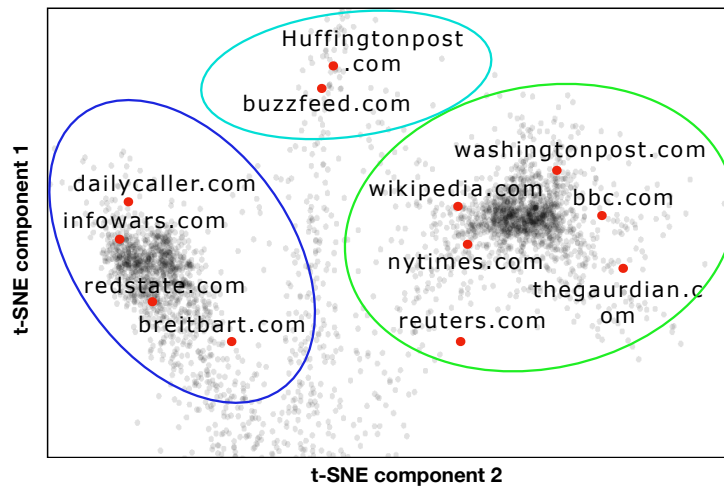 Huffingtonpost
.com
buzzfeed.com
washingtonpost.com
dailycaller.com
wikipedia.com
bbc.com
infowars.com
nytimes.com
redstate.com
thegaurdian.c
om
breitbart.com
reuters.com
t-SNE component 1
t-SNE component 2